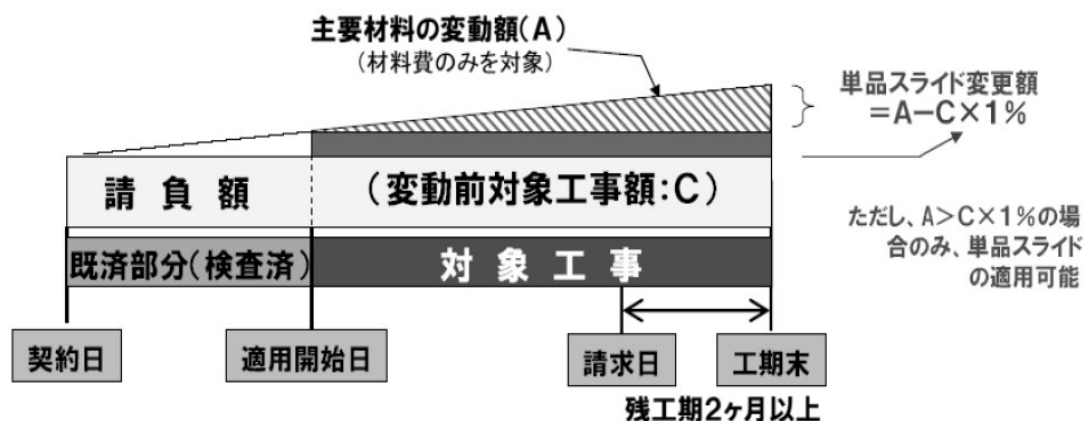 主要材料の変動額(A)
(材料費のみを対象)
単品スライド変更額
＝A－C×1％
請負額
(変動前対象工事額:C)
ただし、A＞C×1％の場
合のみ、単品スライド
の適用可能
既済部分(検査済)
対象工事
契約日
適用開始日
請求日
工期末
残工期2ヶ月以上